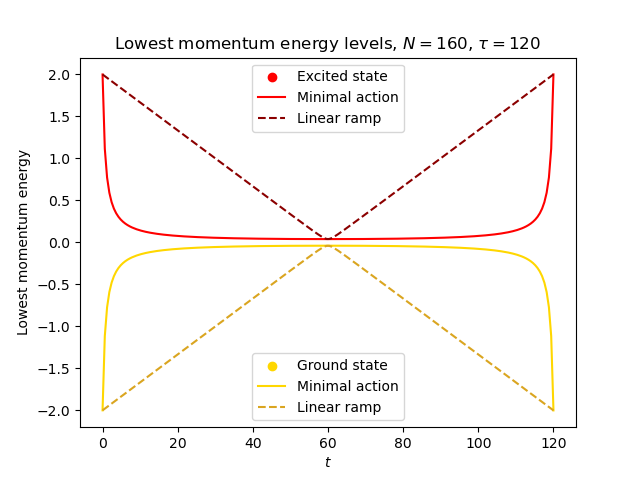 Lowest momentum energy levels, N = 160, τ = 120
Lowest momentum energy
2.0
1.5
1.0
0.5
0.0
−0.5
−1.0
−1.5
−2.0
Excited state
Minimal action
Linear ramp
Ground state
Minimal action
Linear ramp
0 20 40 60 80 100 120
t